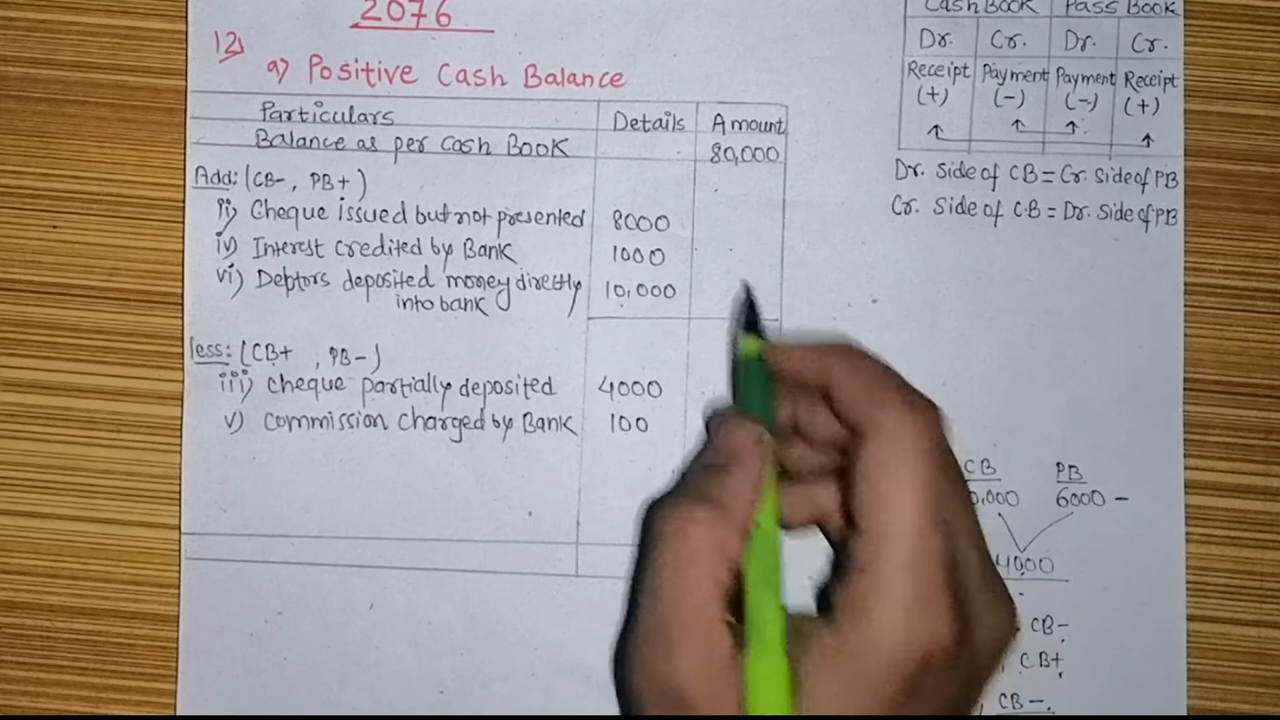 2076
12)
a) Positive Cash Balance
Particulars Details Amount
Balance as per Cash Book 80,000
Add: (CB-, PB+)
ii) Cheque issued but not presented 8000
iv) Interest credited by Bank 1000
vi) Debtors deposited money directly into bank 10,000
less: (CB+, PB-)
iii) cheque partially deposited 4000
v) commission charged by Bank 100
Cash Book Pass Book
Dr. Cr. Dr. Cr.
Receipt (+) Payment (-) Payment (-) Receipt (+)
Dr. Side of CB = Cr. Side of PB
Cr. Side of C.B = Dr. Side of PB
CB PB
6000 -
4000
CB-
CB+
CB-.